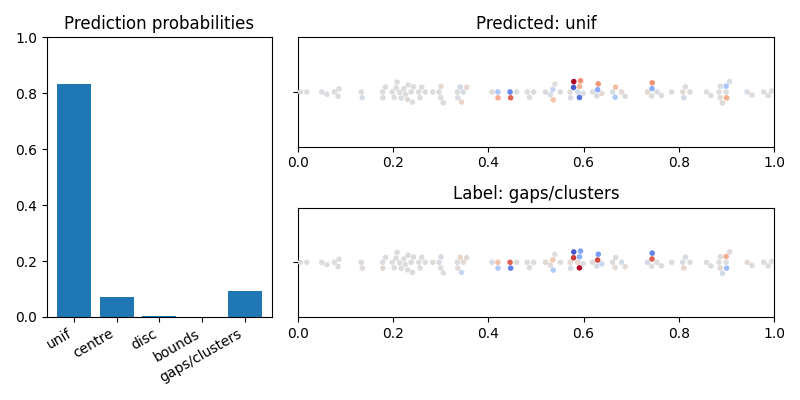 Prediction probabilities
1.0
0.8
0.6
0.4
0.2
0.0
unif
centre
disc
bounds
gaps/clusters
Predicted: unif
0.0 0.2 0.4 0.6 0.8 1.0
Label: gaps/clusters
0.0 0.2 0.4 0.6 0.8 1.0